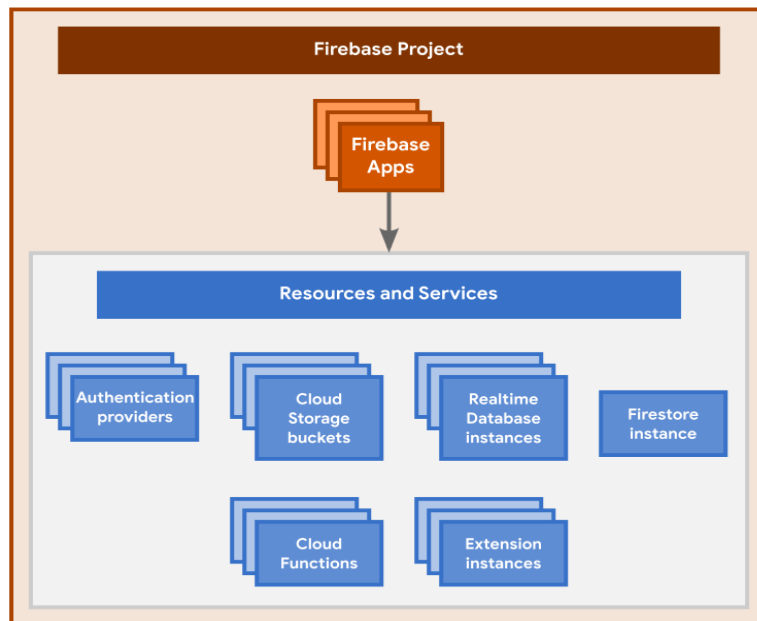 Firebase Project
Firebase
Apps
Resources and Services
Authentication
providers
Cloud
Storage
buckets
Realtime
Database
instances
Firestore
instance
Cloud
Functions
Extension
instances